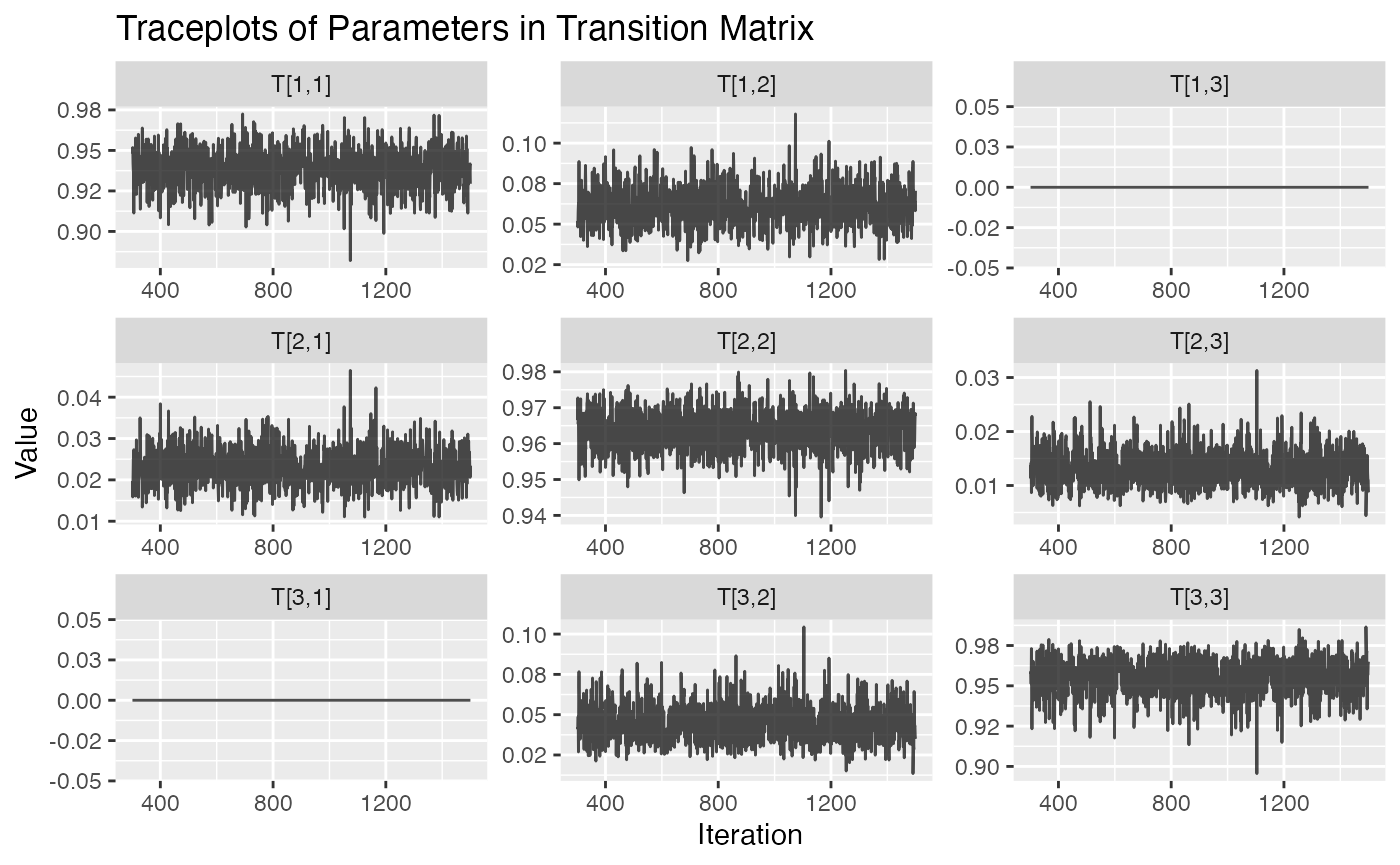 Traceplots of Parameters in Transition Matrix
T[1,1] T[1,2] T[1,3]
0.98 0.95 0.92 0.90
0.10 0.08 0.05 0.02
0.05 0.03 0.00 -0.02 -0.05
400 800 1200 400 800 1200 400 800 1200
T[2,1] T[2,2] T[2,3]
0.04 0.03 0.02 0.01
0.98 0.97 0.96 0.95 0.94
0.03 0.02 0.01
400 800 1200 400 800 1200 400 800 1200
T[3,1] T[3,2] T[3,3]
0.05 0.03 0.00 -0.02 -0.05
0.10 0.08 0.05 0.02
0.98 0.95 0.92 0.90
400 800 1200 400 800 1200 400 800 1200
Value
Iteration